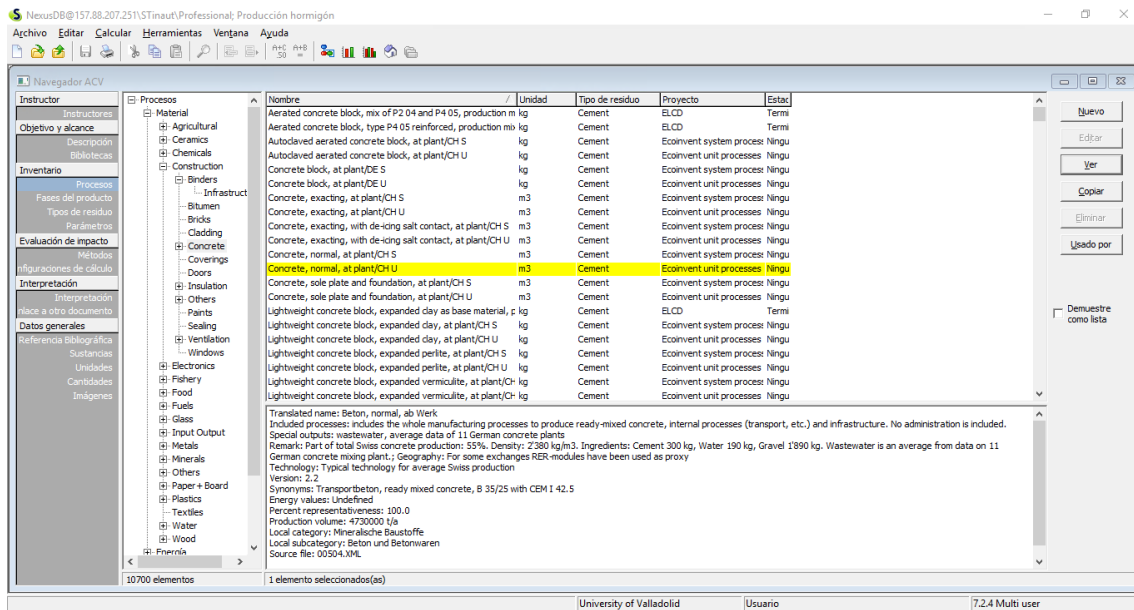 NexusDB@157.88.207.251\STinaut\Professional; Producción hormigón
Archivo Editar Calcular Herramientas Ventana Ayuda
Navegador ACV
Instructor
Instructores
Objetivo y alcance
Descripción
Bibliotecas
Inventario
Procesos
Fases del producto
Tipos de residuo
Parámetros
Evaluación de impacto
Métodos
nfiguraciones de cálculo
Interpretación
Interpretación
nlace a otro documento
Datos generales
Referencia Bibliográfica
Sustancias
Unidades
Cantidades
Imágenes
Procesos
Material
Agricultural
Ceramics
Chemicals
Construction
Binders
Infrastruct
Bitumen
Bricks
Cladding
Concrete
Coverings
Doors
Insulation
Others
Paints
Sealing
Ventilation
Windows
Electronics
Fishery
Food
Fuels
Glass
Input Output
Metals
Minerals
Others
Paper+Board
Plastics
Textiles
Water
Wood
Energía
10700 elementos
Nombre / Unidad Tipo de residuo Proyecto Estac
Aerated concrete block, mix of P2 04 and P4 05, production m kg Cement ELCD Termi
Aerated concrete block, type P4 05 reinforced, production mix kg Cement ELCD Termi
Autoclaved aerated concrete block, at plant/CH S kg Cement Ecoinvent system process Ningu
Autoclaved aerated concrete block, at plant/CH U kg Cement Ecoinvent unit processes Ningu
Concrete block, at plant/DE S kg Cement Ecoinvent system process Ningu
Concrete block, at plant/DE U kg Cement Ecoinvent unit processes Ningu
Concrete, exacting, at plant/CH S m3 Cement Ecoinvent system process Ningu
Concrete, exacting, at plant/CH U m3 Cement Ecoinvent unit processes Ningu
Concrete, exacting, with de-icing salt contact, at plant/CH S m3 Cement Ecoinvent system process Ningu
Concrete, exacting, with de-icing salt contact, at plant/CH U m3 Cement Ecoinvent unit processes Ningu
Concrete, normal, at plant/CH S m3 Cement Ecoinvent system process Ningu
Concrete, normal, at plant/CH U m3 Cement Ecoinvent unit processes Ningu
Concrete, sole plate and foundation, at plant/CH S m3 Cement Ecoinvent system process Ningu
Concrete, sole plate and foundation, at plant/CH U m3 Cement Ecoinvent unit processes Ningu
Lightweight concrete block, expanded clay as base material, p kg Cement ELCD Termi
Lightweight concrete block, expanded clay, at plant/CH S kg Cement Ecoinvent system process Ningu
Lightweight concrete block, expanded clay, at plant/CH U kg Cement Ecoinvent unit processes Ningu
Lightweight concrete block, expanded perlite, at plant/CH S kg Cement Ecoinvent system process Ningu
Lightweight concrete block, expanded perlite, at plant/CH U kg Cement Ecoinvent unit processes Ningu
Lightweight concrete block, expanded vermiculite, at plant/CH kg Cement Ecoinvent system process Ningu
Lightweight concrete block, expanded vermiculite, at plant/CH kg Cement Ecoinvent unit processes Ningu
Translated name: Beton, normal, ab Werk
Included processes: includes the whole manufacturing processes to produce ready-mixed concrete, internal processes (transport, etc.) and infrastructure. No administration is included.
Special outputs: wastewater, average data of 11 German concrete plants
Remark: Part of total Swiss concrete production: 55%. Density: 2'380 kg/m3. Ingredients: Cement 300 kg, Water 190 kg, Gravel 1'890 kg. Wastewater is an average from data on 11
German concrete mixing plant.; Geography: For some exchanges RER-modules have been used as proxy
Technology: Typical technology for average Swiss production
Version: 2.2
Synonyms: Transportbeton, ready mixed concrete, B 35/25 with CEM I 42.5
Energy values: Undefined
Percent representativeness: 100.0
Production volume: 4730000 t/a
Local category: Mineralische Baustoffe
Local subcategory: Beton und Betonwaren
Source file: 00504.XML
1 elemento seleccionados(as)
Nuevo
Editar
Ver
Copiar
Eliminar
Usado por
Demuestre
como lista
University of Valladolid Usuario 7.2.4 Multi user